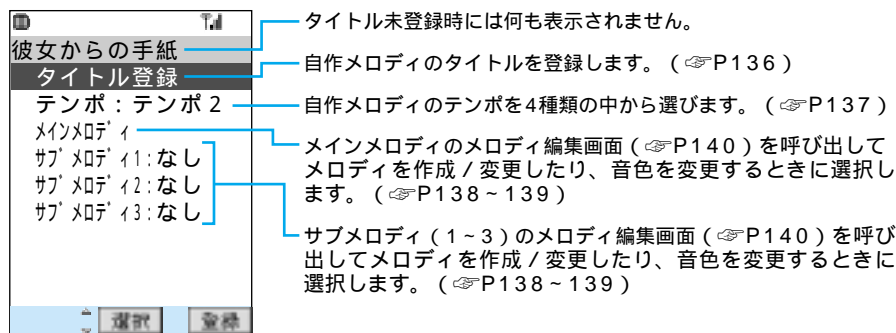 彼女からの手紙
タイトル登録
テンポ:テンポ2
メインメロディ
サブメロディ1:なし
サブメロディ2:なし
サブメロディ3:なし
選択 登録
タイトル未登録時には何も表示されません。
自作メロディのタイトルを登録します。(☞P136)
自作メロディのテンポを4種類の中から選びます。(☞P137)
メインメロディのメロディ編集画面(☞P140)を呼び出して
メロディを作成/変更したり、音色を変更するときに選択し
ます。(☞P138~139)
サブメロディ(1~3)のメロディ編集画面(☞P140)を呼び
出してメロディを作成/変更したり、音色を変更するときに
選択します。(☞P138~139)